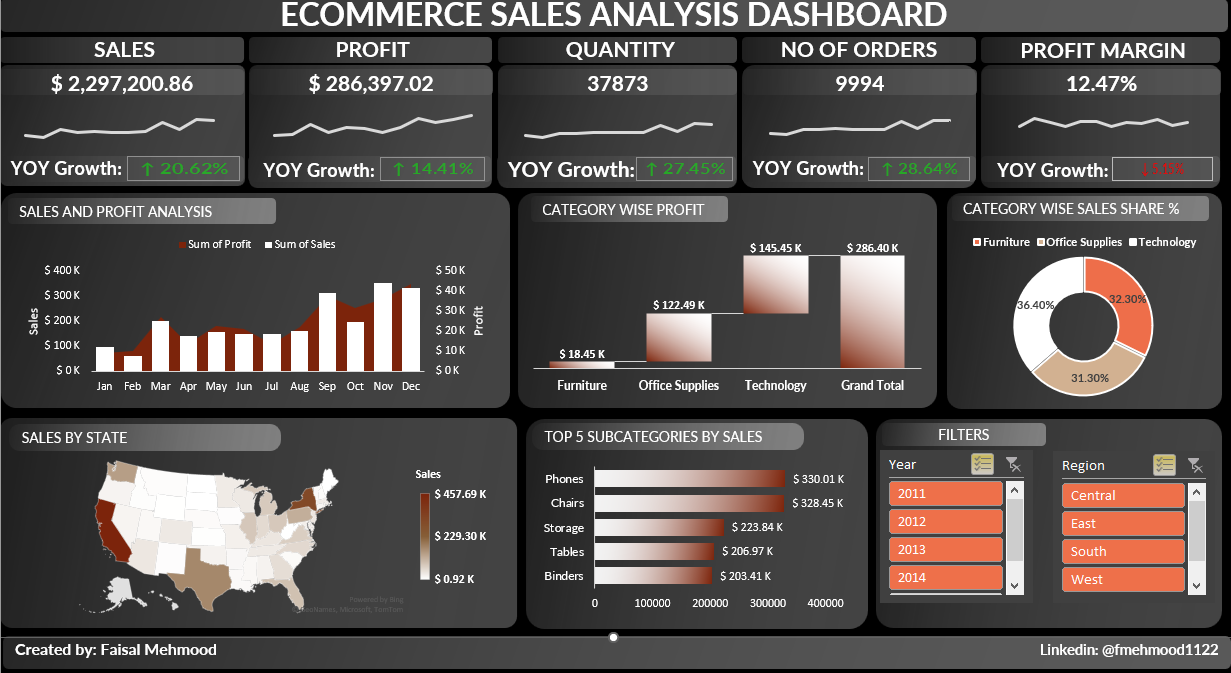 ECOMMERCE SALES ANALYSIS DASHBOARD
SALES
$ 2,297,200.86
YOY Growth: ↑ 20.62%
PROFIT
$ 286,397.02
YOY Growth: ↑ 14.41%
QUANTITY
37873
YOY Growth: ↑ 27.45%
NO OF ORDERS
9994
YOY Growth: ↑ 28.64%
PROFIT MARGIN
12.47%
YOY Growth:
SALES AND PROFIT ANALYSIS
Sum of Profit Sum of Sales
$ 400 K
$ 300 K
$ 200 K
$ 100 K
$ 0 K
Sales
$ 50 K
$ 40 K
$ 30 K
$ 20 K
$ 10 K
$ 0 K
Profit
Jan Feb Mar Apr May Jun Jul Aug Sep Oct Nov Dec
CATEGORY WISE PROFIT
$ 18.45 K
$ 122.49 K
$ 145.45 K
$ 286.40 K
Furniture Office Supplies Technology Grand Total
CATEGORY WISE SALES SHARE %
Furniture Office Supplies Technology
36.40%
32.30%
31.30%
SALES BY STATE
Sales
$ 457.69 K
$ 229.30 K
$ 0.92 K
Powered by Bing
GeoNames, Microsoft, TomTom
TOP 5 SUBCATEGORIES BY SALES
Phones $ 330.01 K
Chairs $ 328.45 K
Storage $ 223.84 K
Tables $ 206.97 K
Binders $ 203.41 K
0 100000 200000 300000 400000
FILTERS
Year
2011
2012
2013
2014
Region
Central
East
South
West
Created by: Faisal Mehmood
Linkedin: @fmehmood1122